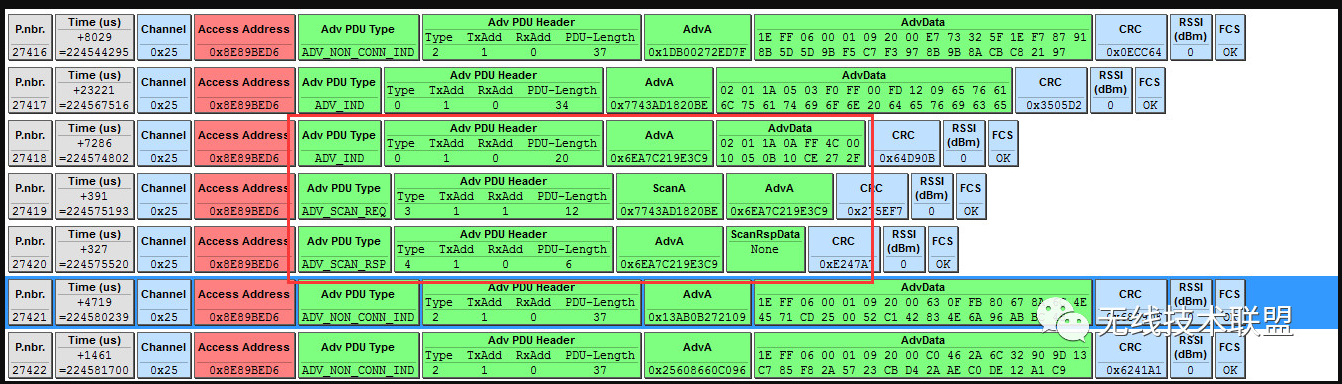 P.nbr. Time (us) Channel Access Address Adv PDU Type Adv PDU Header AdvA AdvData CRC RSSI (dBm) FCS
+8029 Type TxAdd RxAdd PDU-Length 1E FF 06 00 01 09 20 00 E7 73 32 5F 1E F7 87 91
27416 =224544295 0x25 0x8E89BED6 ADV_NON_CONN_IND 2 1 0 37 0x1DB00272ED7F 8B 5D 5D 9B F5 C7 F3 97 8B 9B 8A CB C8 21 97 0x0ECC64 0 OK
P.nbr. Time (us) Channel Access Address Adv PDU Type Adv PDU Header AdvA AdvData CRC RSSI (dBm) FCS
+23221 Type TxAdd RxAdd PDU-Length 02 01 1A 05 03 F0 FF 00 FD 12 09 65 76 61
27417 =224567516 0x25 0x8E89BED6 ADV_IND 0 1 0 34 0x7743AD1820BE 6C 75 61 74 69 6F 6E 20 64 65 76 69 63 65 0x3505D2 0 OK
P.nbr. Time (us) Channel Access Address Adv PDU Type Adv PDU Header AdvA AdvData CRC RSSI (dBm) FCS
+7286 Type TxAdd RxAdd PDU-Length 02 01 1A 0A FF 4C 00
27418 =224574802 0x25 0x8E89BED6 ADV_IND 0 1 0 20 0x6EA7C219E3C9 10 05 0B 10 CE 27 2F 0x64D90B 0 OK
P.nbr. Time (us) Channel Access Address Adv PDU Type Adv PDU Header ScanA AdvA CRC RSSI (dBm) FCS
+391 Type TxAdd RxAdd PDU-Length
27419 =224575193 0x25 0x8E89BED6 ADV_SCAN_REQ 3 1 1 12 0x7743AD1820BE 0x6EA7C219E3C9 0x275EF7 0 OK
P.nbr. Time (us) Channel Access Address Adv PDU Type Adv PDU Header AdvA ScanRspData CRC RSSI (dBm) FCS
+327 Type TxAdd RxAdd PDU-Length None
27420 =224575520 0x25 0x8E89BED6 ADV_SCAN_RSP 4 1 0 6 0x6EA7C219E3C9 0xE247A7 0 OK
P.nbr. Time (us) Channel Access Address Adv PDU Type Adv PDU Header AdvA AdvData CRC RSSI (dBm) FCS
+4719 Type TxAdd RxAdd PDU-Length 1E FF 06 00 01 09 20 00 63 0F FB 80 67 4E
27421 =224580239 0x25 0x8E89BED6 ADV_NON_CONN_IND 2 1 0 37 0x13AB0B272109 45 71 CD 25 00 52 C1 42 83 4E 6A 96 AB 0 OK
无线技术联盟
P.nbr. Time (us) Channel Access Address Adv PDU Type Adv PDU Header AdvA AdvData CRC RSSI (dBm) FCS
+1461 Type TxAdd RxAdd PDU-Length 1E FF 06 00 01 09 20 00 C0 46 2A 6C 32 90 9D 13
27422 =224581700 0x25 0x8E89BED6 ADV_NON_CONN_IND 2 1 0 37 0x25608660C096 C7 85 F8 2A 57 23 CB D4 2A AE C0 DE 12 A1 C9 0x6241A1 0 OK